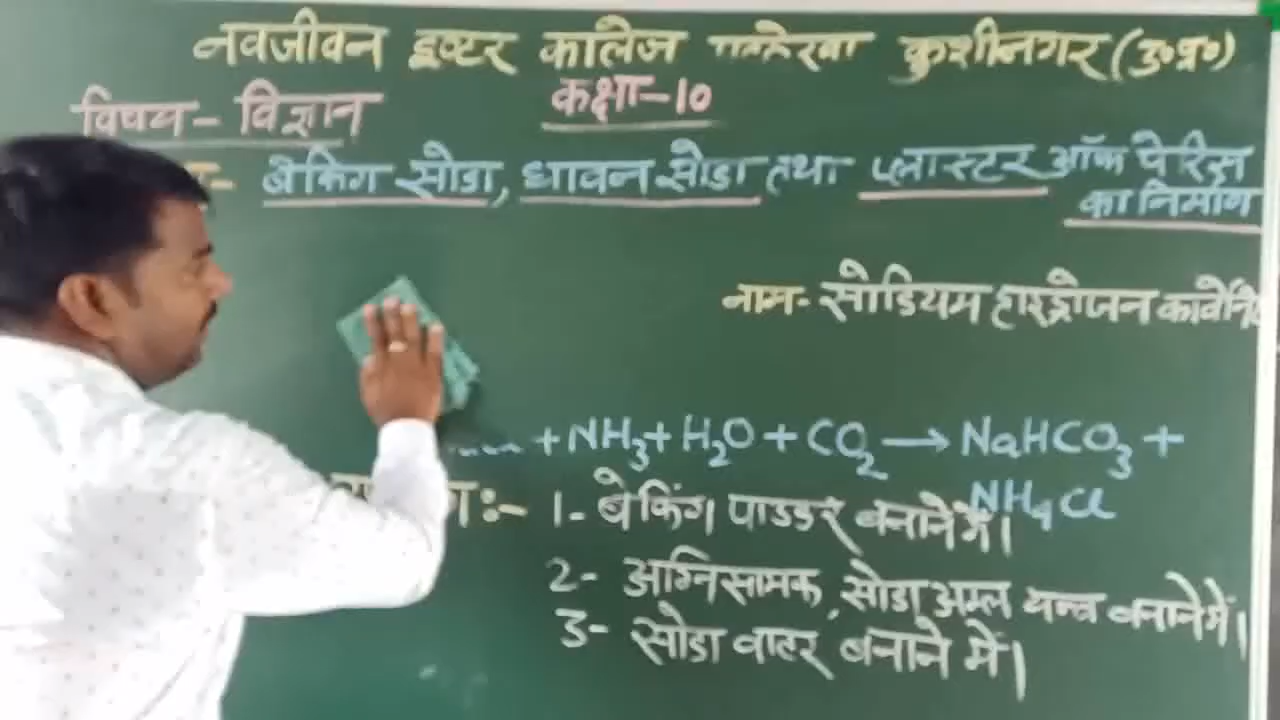 नवजीवन इण्टर कालेज कुशीनगर (उ०प्र०)
विषय - विज्ञान
कक्षा - 10
- बेकिंग सोडा, धावन सोडा तथा प्लास्टर ऑफ पेरिस
का निर्माण
नाम:- सोडियम हाइड्रोजन कार्बोनेट
+ NH₃ + H₂O + CO₂ → NaHCO₃ +
NH₄Cl
:- 1- बेकिंग पाउडर बनाने में।
2- अग्निसामक, सोडा अम्ल यन्त्र बनाने में।
3- सोडा वाटर बनाने में।